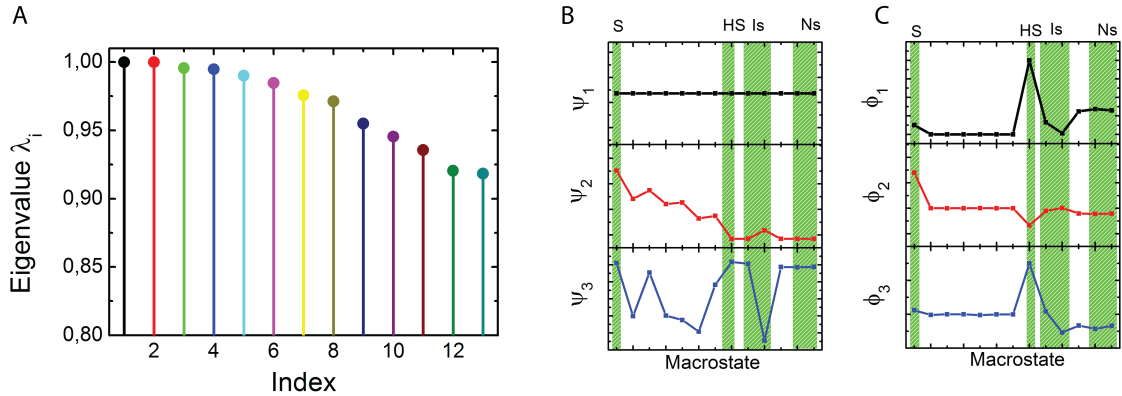 A
1,00
0,95
0,90
0,85
0,80
Eigenvalue λi
2
4
6
8
10
12
Index
B
S
HS
Is
Ns
ψ1
ψ2
ψ3
Macrostate
C
S
HS
Is
Ns
ϕ1
ϕ2
ϕ3
Macrostate